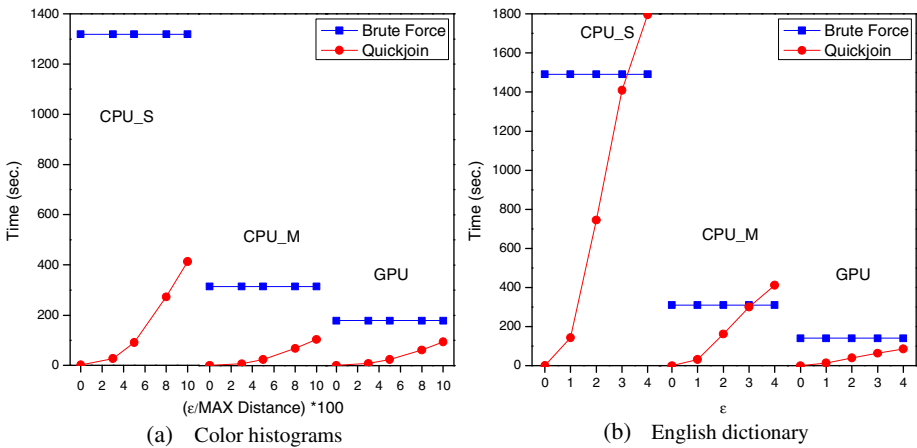 Brute Force
Quickjoin
CPU_S
CPU_M
GPU
Time (sec.)
1400
1200
1000
800
600
400
200
0
0 2 4 6 8 10 0 2 4 6 8 10 0 2 4 6 8 10
(ε/MAX Distance) *100
(a) Color histograms
Brute Force
Quickjoin
CPU_S
CPU_M
GPU
Time (sec.)
1800
1600
1400
1200
1000
800
600
400
200
0
0 1 2 3 4 0 1 2 3 4 0 1 2 3 4
ε
(b) English dictionary